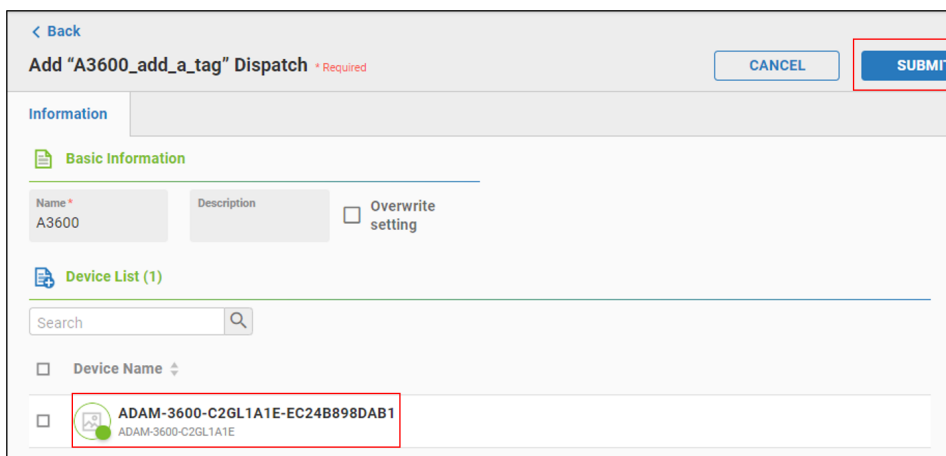 Back
Add “A3600_add_a_tag” Dispatch * Required
CANCEL
SUBMIT
Information
Basic Information
Name*
A3600
Description
Overwrite
setting
Device List (1)
Search
Device Name
ADAM-3600-C2GL1A1E-EC24B898DAB1
ADAM-3600-C2GL1A1E